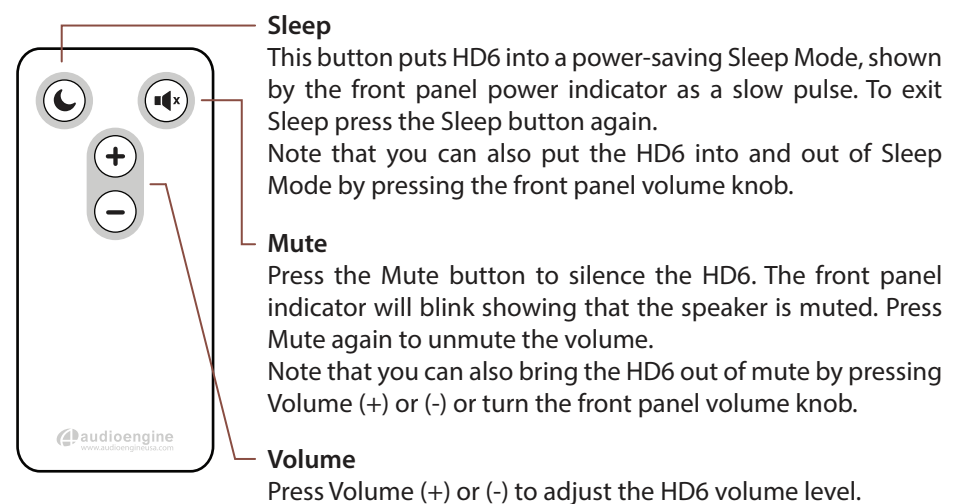 Sleep
This button puts HD6 into a power-saving Sleep Mode, shown
by the front panel power indicator as a slow pulse. To exit
Sleep press the Sleep button again.
Note that you can also put the HD6 into and out of Sleep
Mode by pressing the front panel volume knob.
Mute
Press the Mute button to silence the HD6. The front panel
indicator will blink showing that the speaker is muted. Press
Mute again to unmute the volume.
Note that you can also bring the HD6 out of mute by pressing
Volume (+) or (-) or turn the front panel volume knob.
Volume
Press Volume (+) or (-) to adjust the HD6 volume level.
+
−
audioengine
www.audioengineusa.com